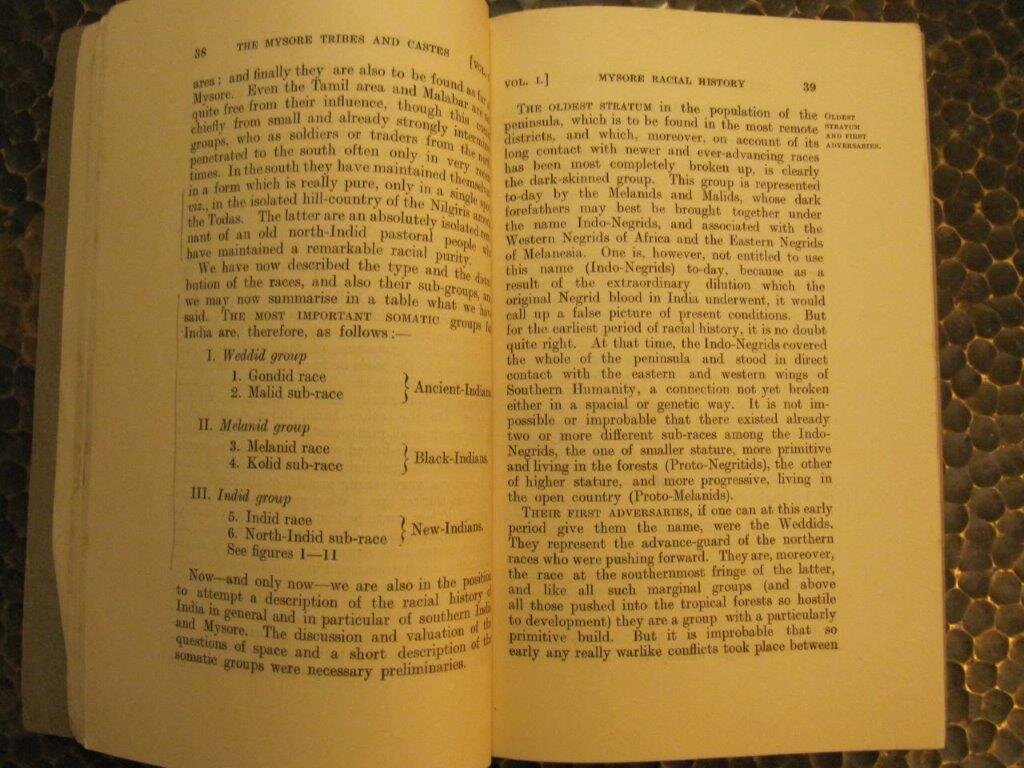 38 THE MYSORE TRIBES AND CASTES [VOL.
area; and finally they are also to be found as far
Mysore. Even the Tamil area and Malabar are
quite free from their influence, though this
chiefly from small and already strongly
groups, who as soldiers or traders from the
penetrated to the south often only in very
times. In the south they have maintained
in a form which is really pure, only in a single
viz., in the isolated hill-country of the Nilgiris
the Todas. The latter are an absolutely isolated
nant of an old north-Indid pastoral people
have maintained a remarkable racial purity.
We have now described the type and the
bution of the races, and also their sub-groups,
we may now summarise in a table what we
said. THE MOST IMPORTANT SOMATIC groups
India are, therefore, as follows:—
I. Weddid group
1. Gondid race
2. Malid sub-race
} Ancient-Indians
II. Melanid group
3. Melanid race
4. Kolid sub-race
} Black-Indians.
III. Indid group
5. Indid race
6. North-Indid sub-race
} New-Indians.
See figures 1—11
Now—and only now—we are also in the position
to attempt a description of the racial history
India in general and in particular of southern
and Mysore. The discussion and valuation of the
questions of space and a short description of the
somatic groups were necessary preliminaries.
VOL. I.] MYSORE RACIAL HISTORY 39
THE OLDEST STRATUM in the population of the
peninsula, which is to be found in the most remote
districts, and which, moreover, on account of its
long contact with newer and ever-advancing races
has been most completely broken up, is clearly
the dark-skinned group. This group is represented
to-day by the Melanids and Malids, whose dark
forefathers may best be brought together under
the name Indo-Negrids, and associated with the
Western Negrids of Africa and the Eastern Negrids
of Melanesia. One is, however, not entitled to use
this name (Indo-Negrids) to-day, because as a
result of the extraordinary dilution which the
original Negrid blood in India underwent, it would
call up a false picture of present conditions. But
for the earliest period of racial history, it is no doubt
quite right. At that time, the Indo-Negrids covered
the whole of the peninsula and stood in direct
contact with the eastern and western wings of
Southern Humanity, a connection not yet broken
either in a spacial or genetic way. It is not im-
possible or improbable that there existed already
two or more different sub-races among the Indo-
Negrids, the one of smaller stature, more primitive
and living in the forests (Proto-Negritids), the other
of higher stature, and more progressive, living in
the open country (Proto-Melanids).
THEIR FIRST ADVERSARIES, if one can at this early
period give them the name, were the Weddids.
They represent the advance-guard of the northern
races who were pushing forward. They are, moreover,
the race at the southernmost fringe of the latter,
and like all such marginal groups (and above
all those pushed into the tropical forests so hostile
to development) they are a group with a particularly
primitive build. But it is improbable that so
early any really warlike conflicts took place between
OLDEST
STRATUM
AND FIRST
ADVERSARIES.